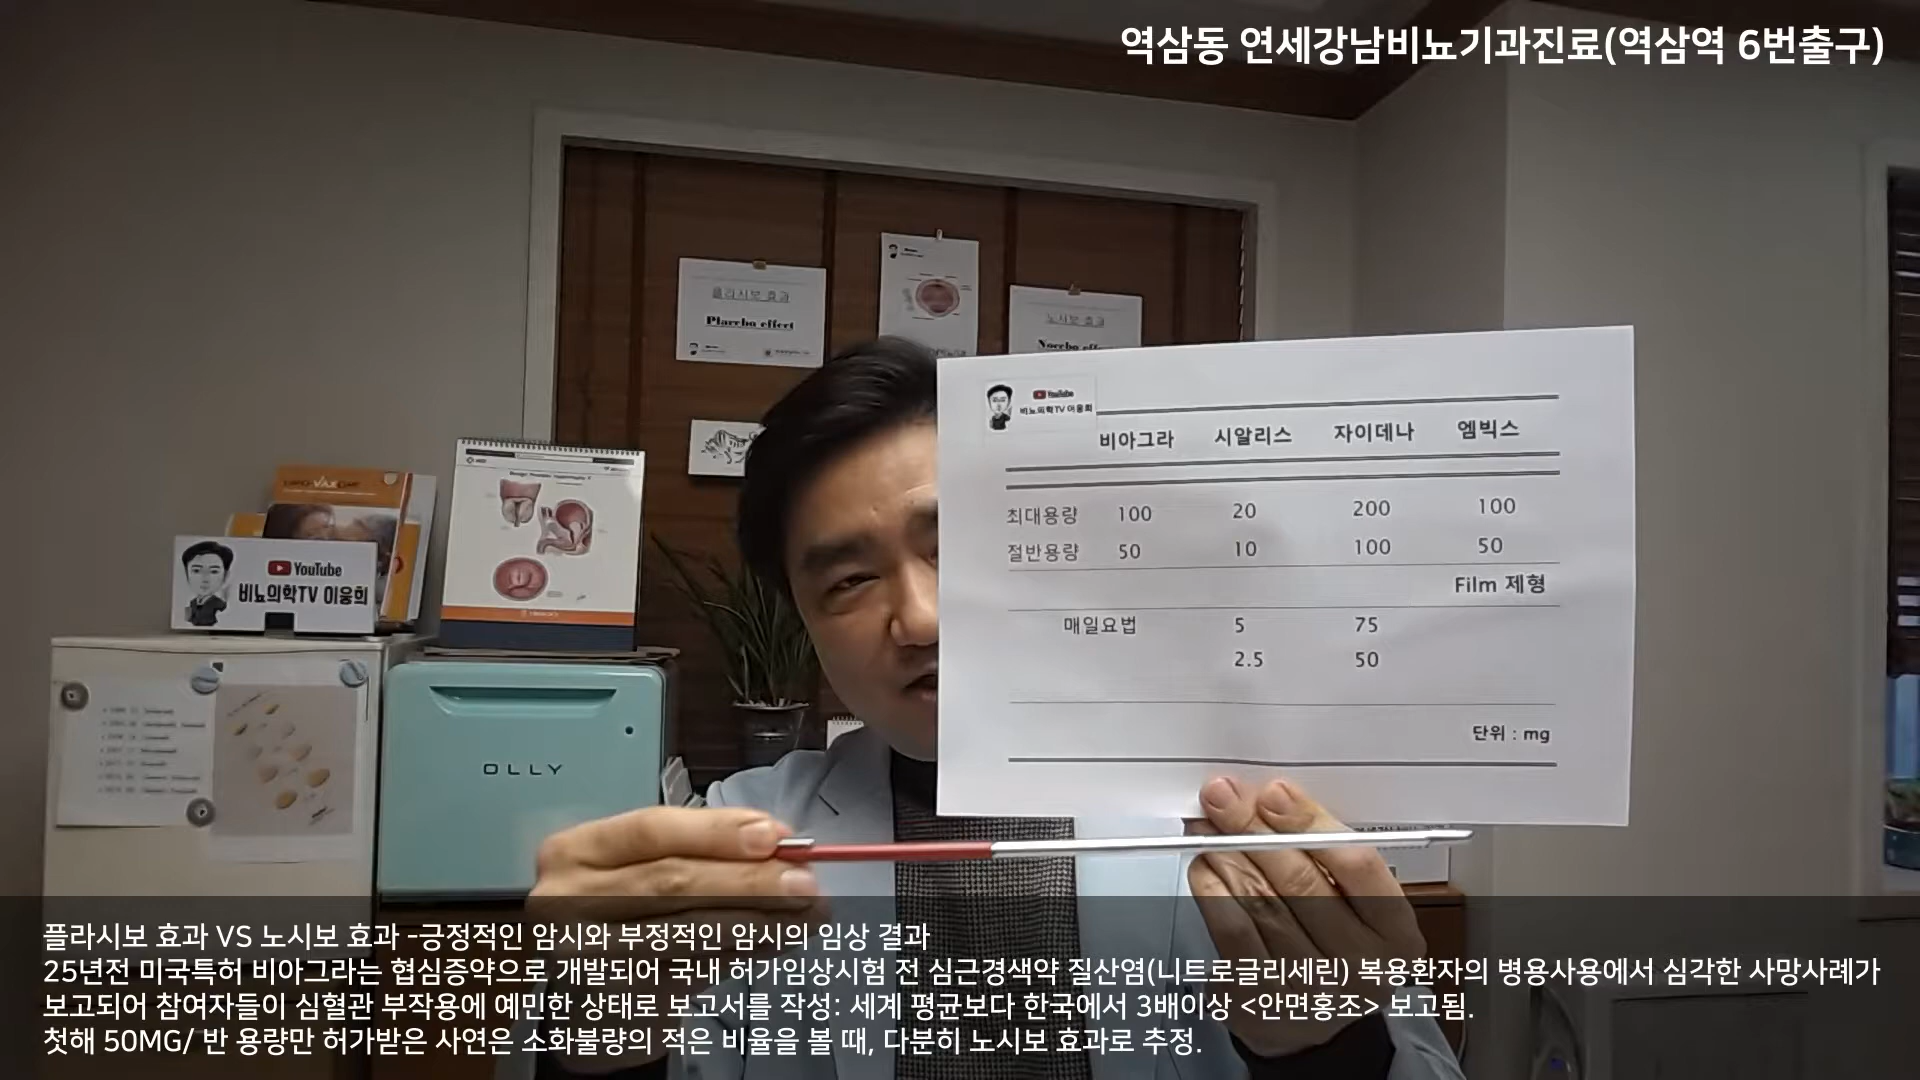 역삼동 연세강남비뇨기과진료(역삼역 6번출구)
플라시보 효과
Placebo effect
노시보 효과
Nocebo
YouTube
비뇨의학TV 이웅희
비아그라 시알리스 자이데나 엠빅스
최대용량 100 20 200 100
절반용량 50 10 100 50
Film 제형
매일요법 5 75
2.5 50
단위 : mg
YouTube
비뇨의학TV 이웅희
OLLY
플라시보 효과 VS 노시보 효과 -긍정적인 암시와 부정적인 암시의 임상 결과
25년전 미국특허 비아그라는 협심증약으로 개발되어 국내 허가임상시험 전 심근경색약 질산염(니트로글리세린) 복용환자의 병용사용에서 심각한 사망사례가
보고되어 참여자들이 심혈관 부작용에 예민한 상태로 보고서를 작성: 세계 평균보다 한국에서 3배이상 <안면홍조> 보고됨.
첫해 50MG/ 반 용량만 허가받은 사연은 소화불량의 적은 비율을 볼 때, 다분히 노시보 효과로 추정.